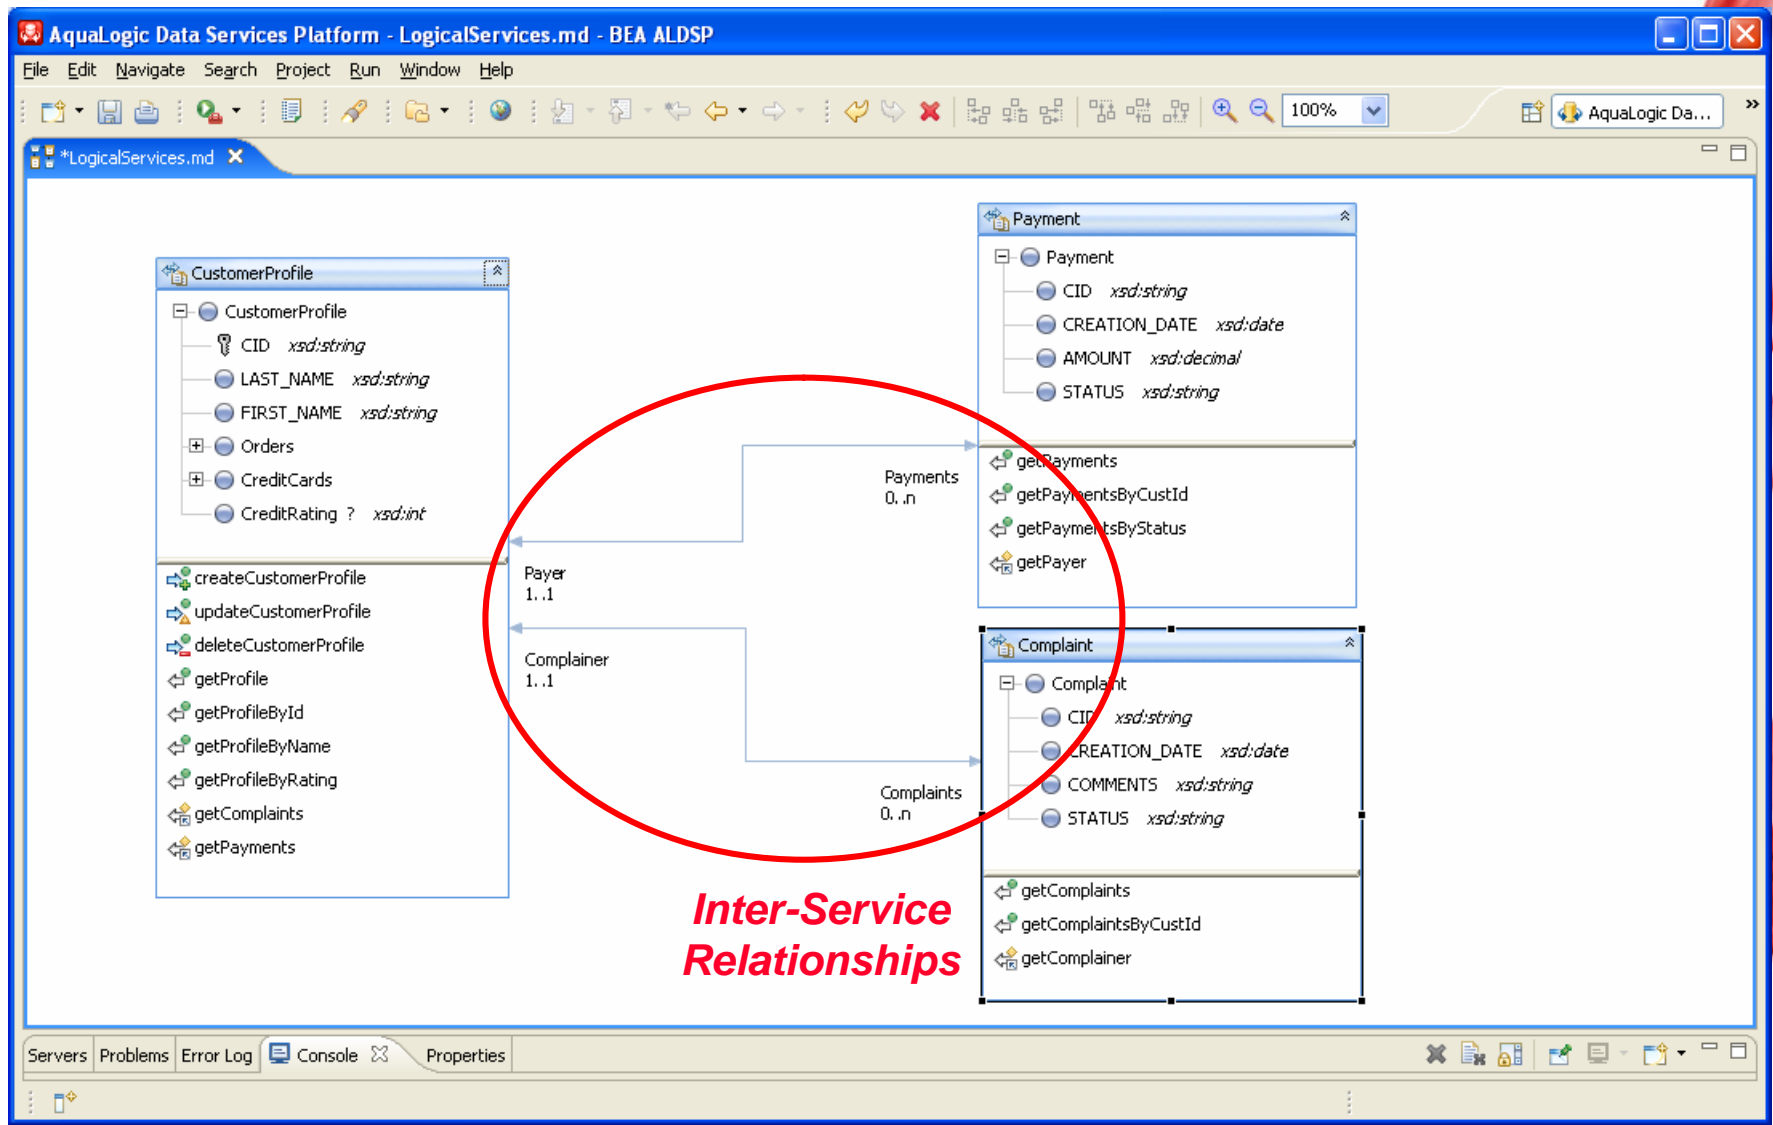 AquaLogic Data Services Platform - LogicalServices.md - BEA ALDSP
File Edit Navigate Search Project Run Window Help
100%
AquaLogic Da...
»
*LogicalServices.md
CustomerProfile
CustomerProfile
CID xsd:string
LAST_NAME xsd:string
FIRST_NAME xsd:string
Orders
CreditCards
CreditRating ? xsd:int
createCustomerProfile
updateCustomerProfile
deleteCustomerProfile
getProfile
getProfileById
getProfileByName
getProfileByRating
getComplaints
getPayments
Payer
1..1
Complainer
1..1
Payments
0..n
Complaints
0..n
Inter-Service
Relationships
Payment
Payment
CID xsd:string
CREATION_DATE xsd:date
AMOUNT xsd:decimal
STATUS xsd:string
getPayments
getPaymentsByCustId
getPaymentsByStatus
getPayer
Complaint
Complaint
CID xsd:string
CREATION_DATE xsd:date
COMMENTS xsd:string
STATUS xsd:string
getComplaints
getComplaintsByCustId
getComplainer
Servers Problems Error Log Console Properties